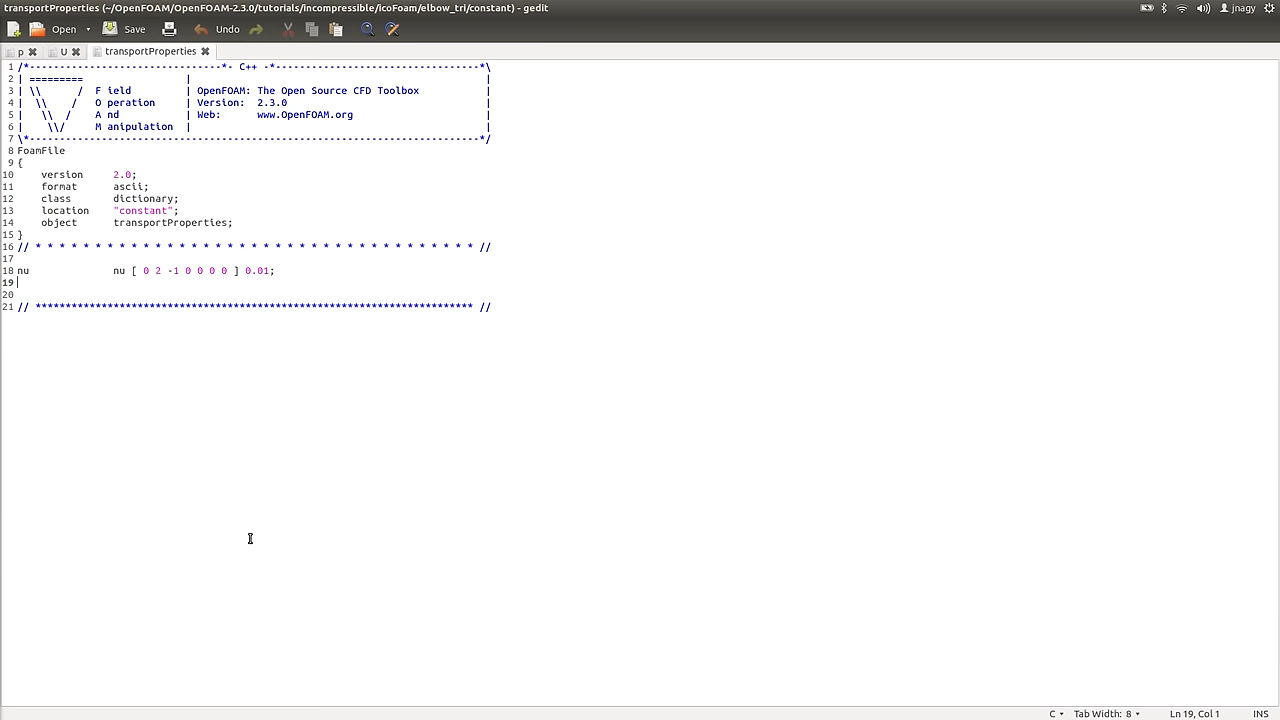 transportProperties (~/OpenFOAM/OpenFOAM-2.3.0/tutorials/incompressible/icoFoam/elbow_tri/constant) - gedit
jnagy
Open Save Undo
p U transportProperties
1 /*--------------------------------*- C++ -*----------------------------------*\
2 | ========= | |
3 | \\ / F ield | OpenFOAM: The Open Source CFD Toolbox |
4 | \\ / O peration | Version: 2.3.0 |
5 | \\ / A nd | Web: www.OpenFOAM.org |
6 | \\/ M anipulation | |
7 \*---------------------------------------------------------------------------*/
8 FoamFile
9 {
10 version 2.0;
11 format ascii;
12 class dictionary;
13 location "constant";
14 object transportProperties;
15 }
16 // * * * * * * * * * * * * * * * * * * * * * * * * * * * * * * * * * * * * * //
17
18 nu nu [ 0 2 -1 0 0 0 0 ] 0.01;
19
20
21 // ************************************************************************* //
C Tab Width: 8 Ln 19, Col 1 INS